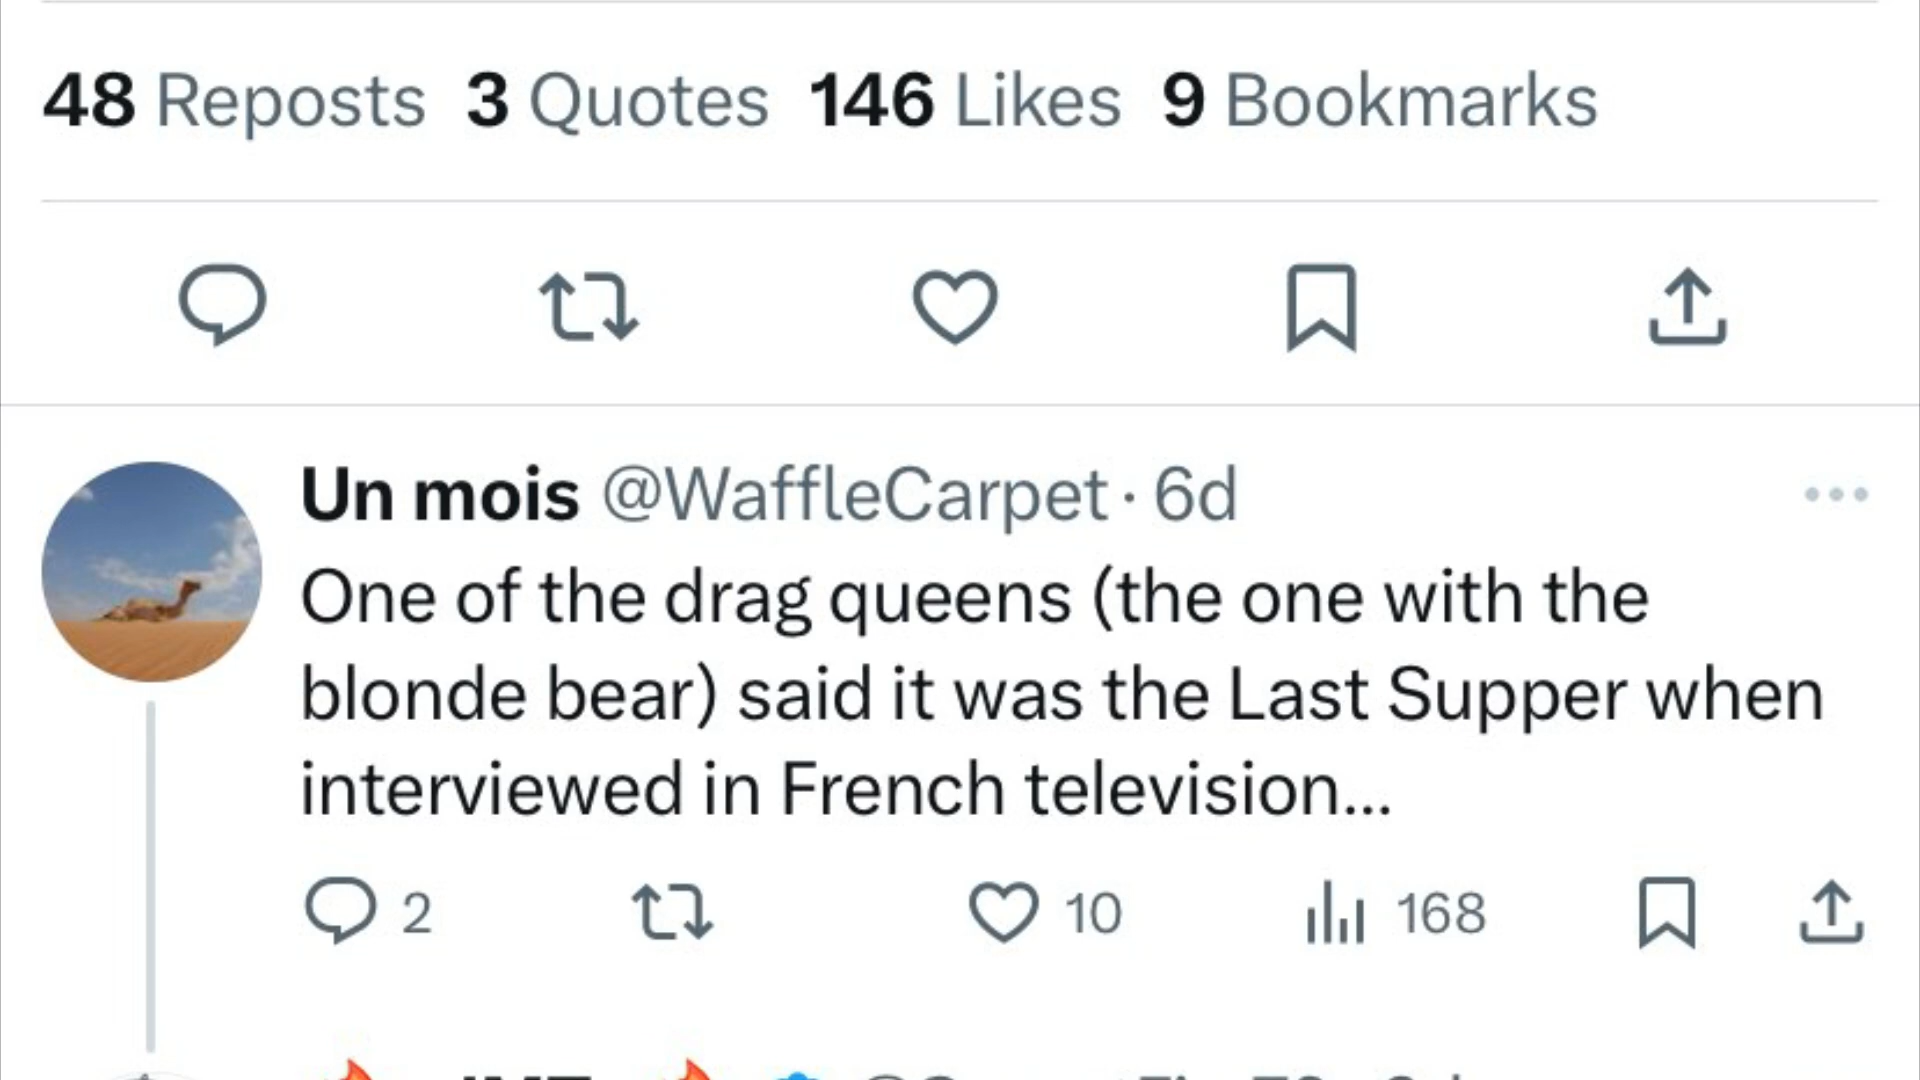 48 Reposts 3 Quotes 146 Likes 9 Bookmarks
Un mois @WaffleCarpet · 6d
One of the drag queens (the one with the
blonde bear) said it was the Last Supper when
interviewed in French television...
2 10 168